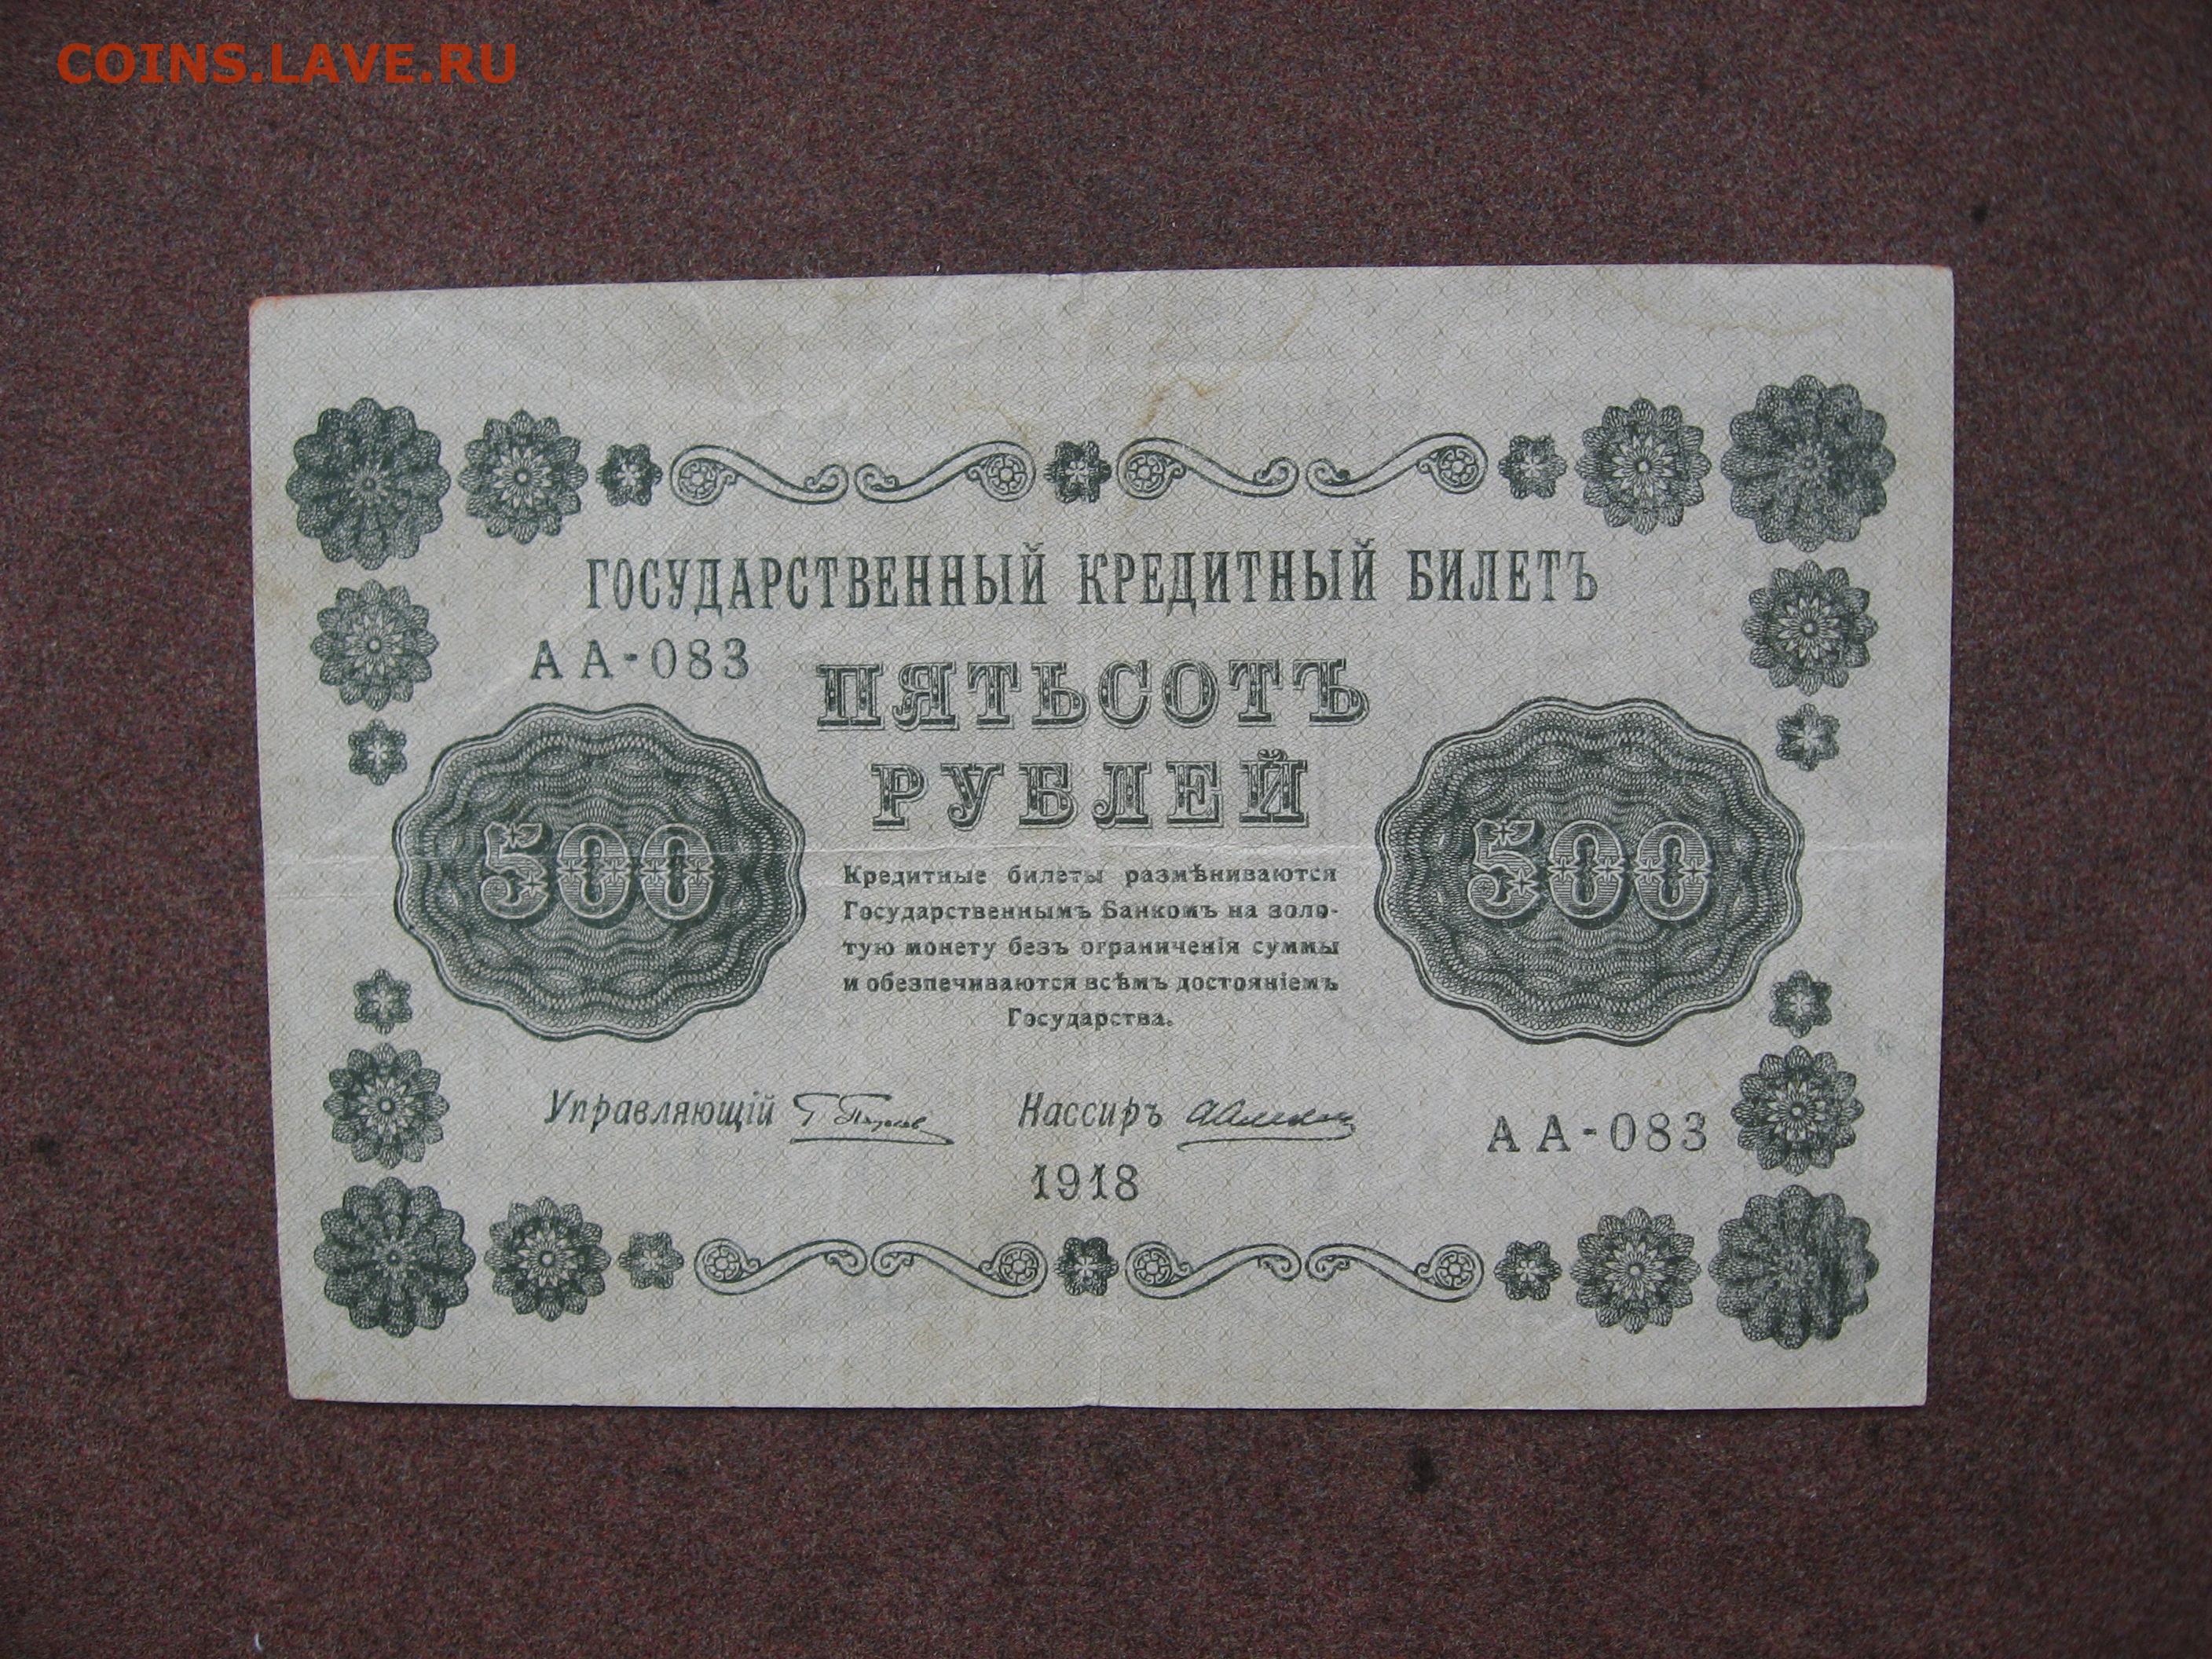 COINS.LAVE.RU
ГОСУДАРСТВЕННЫЙ КРЕДИТНЫЙ БИЛЕТЪ
АА-083
ПЯТЬСОТЪ
РУБЛЕЙ
500
500
Кредитные билеты размѣниваются
Государственнымъ Банкомъ на золо-
тую монету безъ ограниченія суммы
и обезпечиваются всѣмъ достояніемъ
Государства.
Управляющій
Кассиръ
АА-083
1918